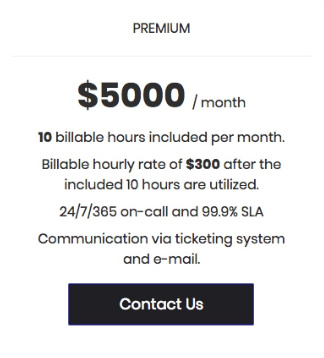 PREMIUM
$5000 / month
10 billable hours included per month.
Billable hourly rate of $300 after the
included 10 hours are utilized.
24/7/365 on-call and 99.9% SLA
Communication via ticketing system
and e-mail.
Contact Us